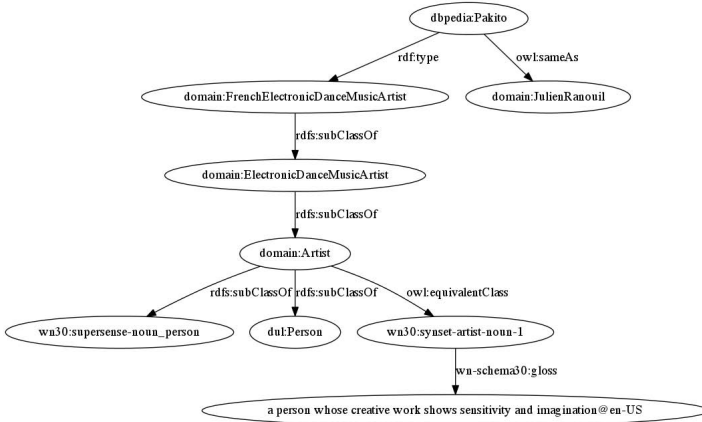 dbpedia:Pakito
rdf:type
owl:sameAs
domain:FrenchElectronicDanceMusicArtist
domain:JulienRanouil
rdfs:subClassOf
domain:ElectronicDanceMusicArtist
rdfs:subClassOf
domain:Artist
rdfs:subClassOf
rdfs:subClassOf
owl:equivalentClass
wn30:supersense-noun_person
dul:Person
wn30:synset-artist-noun-1
wn-schema30:gloss
a person whose creative work shows sensitivity and imagination@en-US